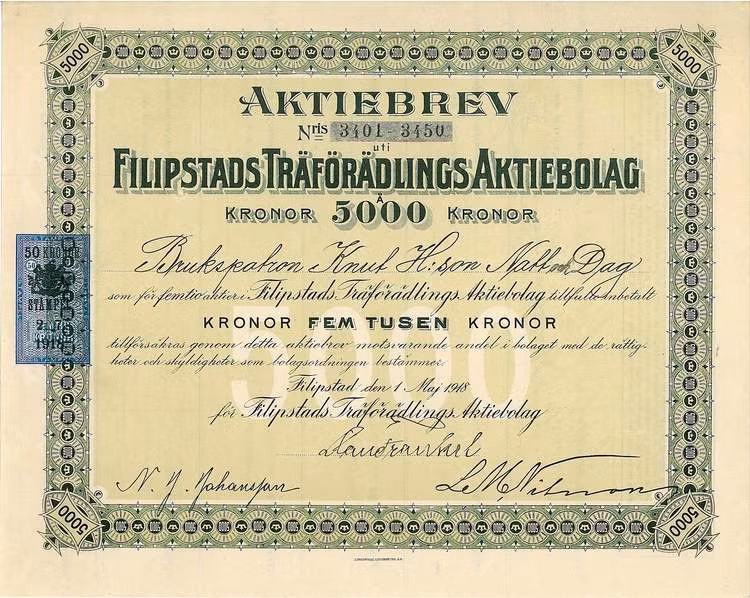 5000 5000
AKTIEBREV
Nris 3401-3450
uti
FILIPSTADS TRÄFÖRÄDLINGS AKTIEBOLAG
Å
KRONOR 5000 KRONOR
Brukspatron Knut H:son Natt och Dag
som för femtio aktier i Filipstads Träförädlings Aktiebolag tillfullo inbetalt
KRONOR FEM TUSEN KRONOR
tillförsäkras genom detta aktiebrev motsvarande andel i bolaget med de rättig-
heter och skyldigheter som bolagsordningen bestämmer.
5000
Filipstad den 1 Maj 1918
för Filipstads Träförädlings Aktiebolag
N. J. Johansson
50 KRONOR
STÄMPEL
1918
5000 5000